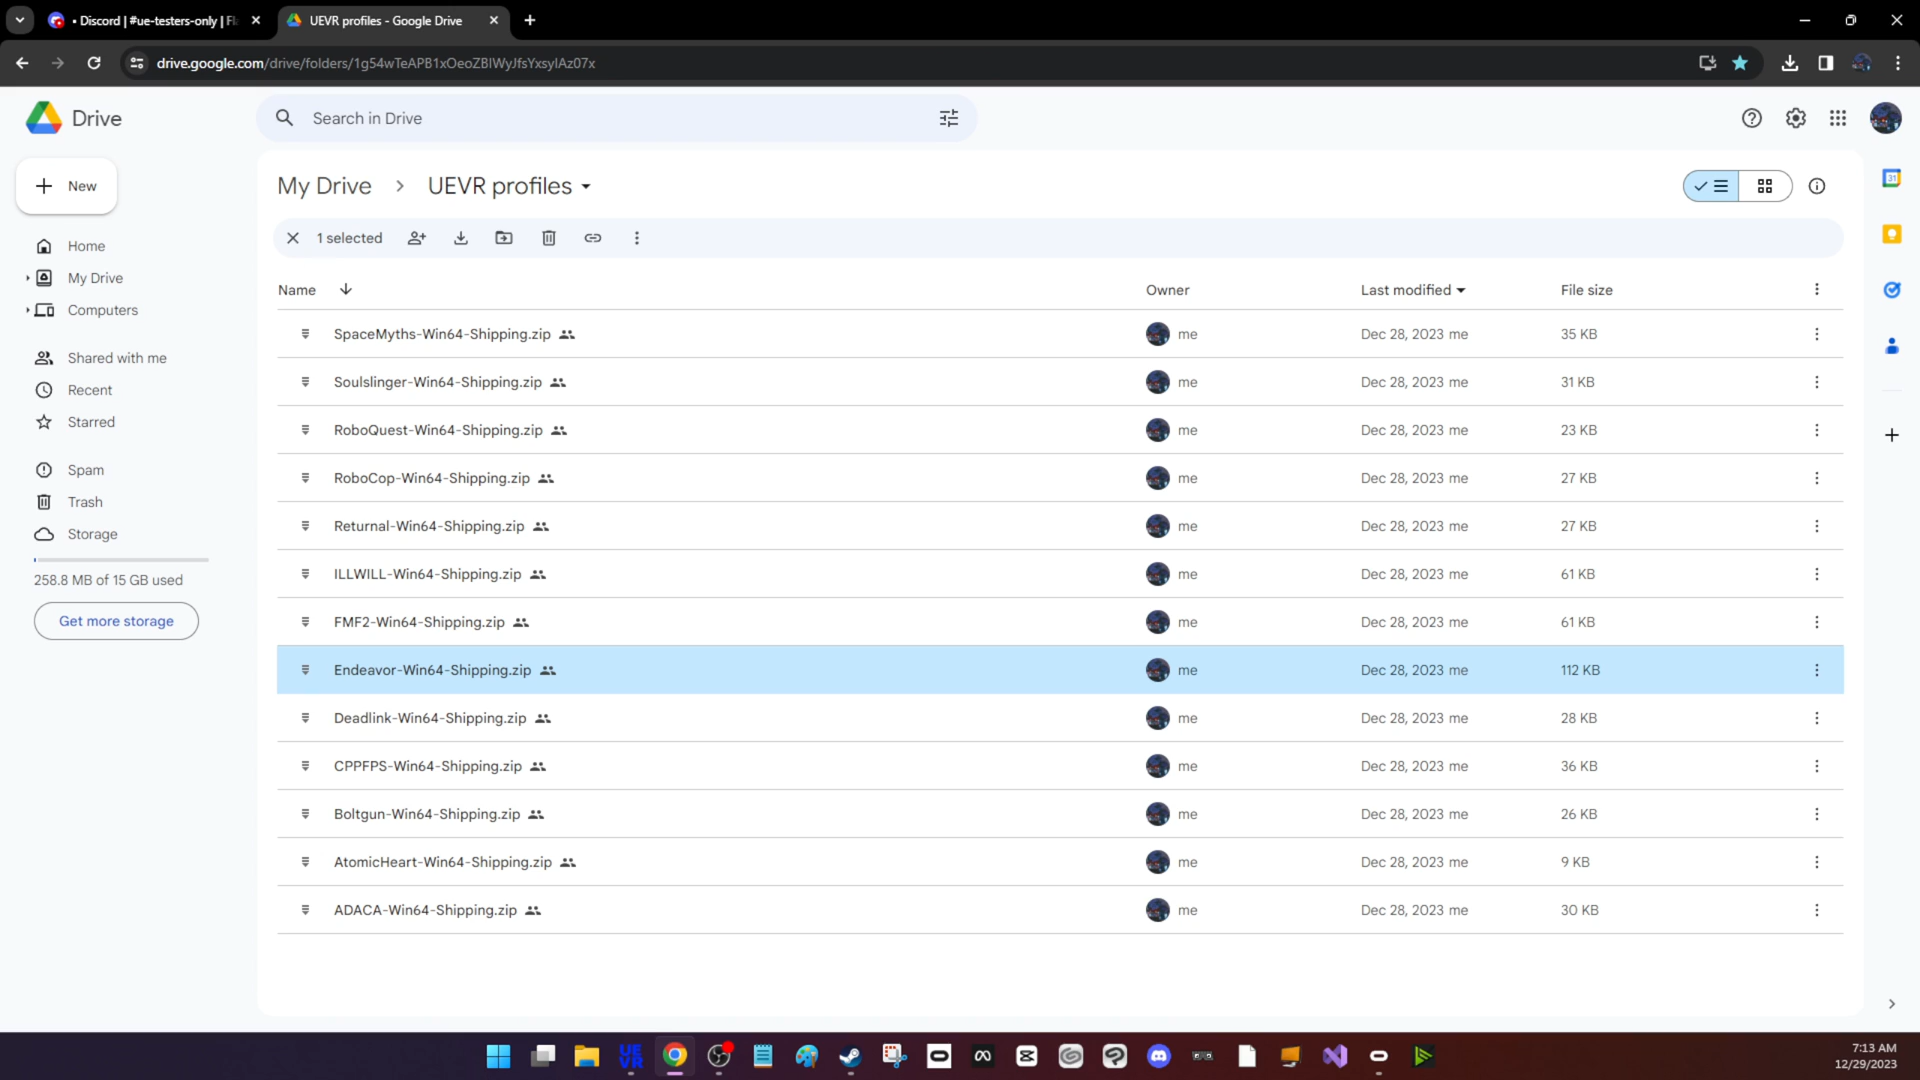 • Discord | #ue-testers-only | Fl
UEVR profiles - Google Drive
drive.google.com/drive/folders/1g54wTeAPB1xOeoZBlWyJfsYxsylAz07x
Drive
Search in Drive
New
My Drive
UEVR profiles
31
1 selected
Home
My Drive
Computers
Name
Owner
Last modified
File size
SpaceMyths-Win64-Shipping.zip
me
Dec 28, 2023 me
35 KB
Shared with me
Soulslinger-Win64-Shipping.zip
me
Dec 28, 2023 me
31 KB
Recent
Starred
RoboQuest-Win64-Shipping.zip
me
Dec 28, 2023 me
23 KB
Spam
RoboCop-Win64-Shipping.zip
me
Dec 28, 2023 me
27 KB
Trash
Returnal-Win64-Shipping.zip
me
Dec 28, 2023 me
27 KB
Storage
258.8 MB of 15 GB used
ILLWILL-Win64-Shipping.zip
me
Dec 28, 2023 me
61 KB
Get more storage
FMF2-Win64-Shipping.zip
me
Dec 28, 2023 me
61 KB
Endeavor-Win64-Shipping.zip
me
Dec 28, 2023 me
112 KB
Deadlink-Win64-Shipping.zip
me
Dec 28, 2023 me
28 KB
CPPFPS-Win64-Shipping.zip
me
Dec 28, 2023 me
36 KB
Boltgun-Win64-Shipping.zip
me
Dec 28, 2023 me
26 KB
AtomicHeart-Win64-Shipping.zip
me
Dec 28, 2023 me
9 KB
ADACA-Win64-Shipping.zip
me
Dec 28, 2023 me
30 KB
UE
VR
7:13 AM
12/29/2023